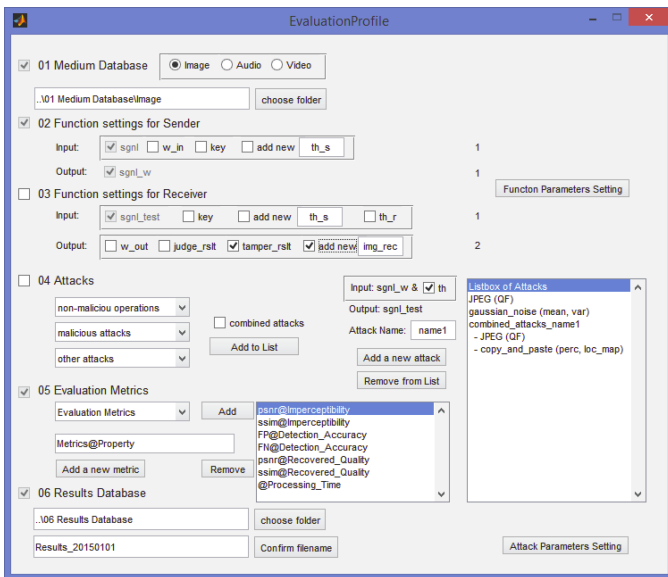 EvaluationProfile
01 Medium Database Image Audio Video
..\01 Medium Database\Image choose folder
02 Function settings for Sender
Input: sgnl w_in key add new th_s 1
Output: sgnl_w 1
Functon Parameters Setting
03 Function settings for Receiver
Input: sgnl_test key add new th_s th_r 1
Output: w_out judge_rslt tamper_rslt add new img_rec 2
04 Attacks
non-maliciou operations
malicious attacks
other attacks
combined attacks
Add to List
Input: sgnl_w & th
Output: sgnl_test
Attack Name: name1
Add a new attack
Remove from List
Listbox of Attacks
JPEG (QF)
gaussian_noise (mean, var)
combined_attacks_name1
- JPEG (QF)
- copy_and_paste (perc, loc_map)
05 Evaluation Metrics
Evaluation Metrics Add
Metrics@Property
Add a new metric Remove
psnr@Imperceptibility
ssim@Imperceptibility
FP@Detection_Accuracy
FN@Detection_Accuracy
psnr@Recovered_Quality
ssim@Recovered_Quality
@Processing_Time
06 Results Database
..\06 Results Database choose folder
Results_20150101 Confirm filename
Attack Parameters Setting